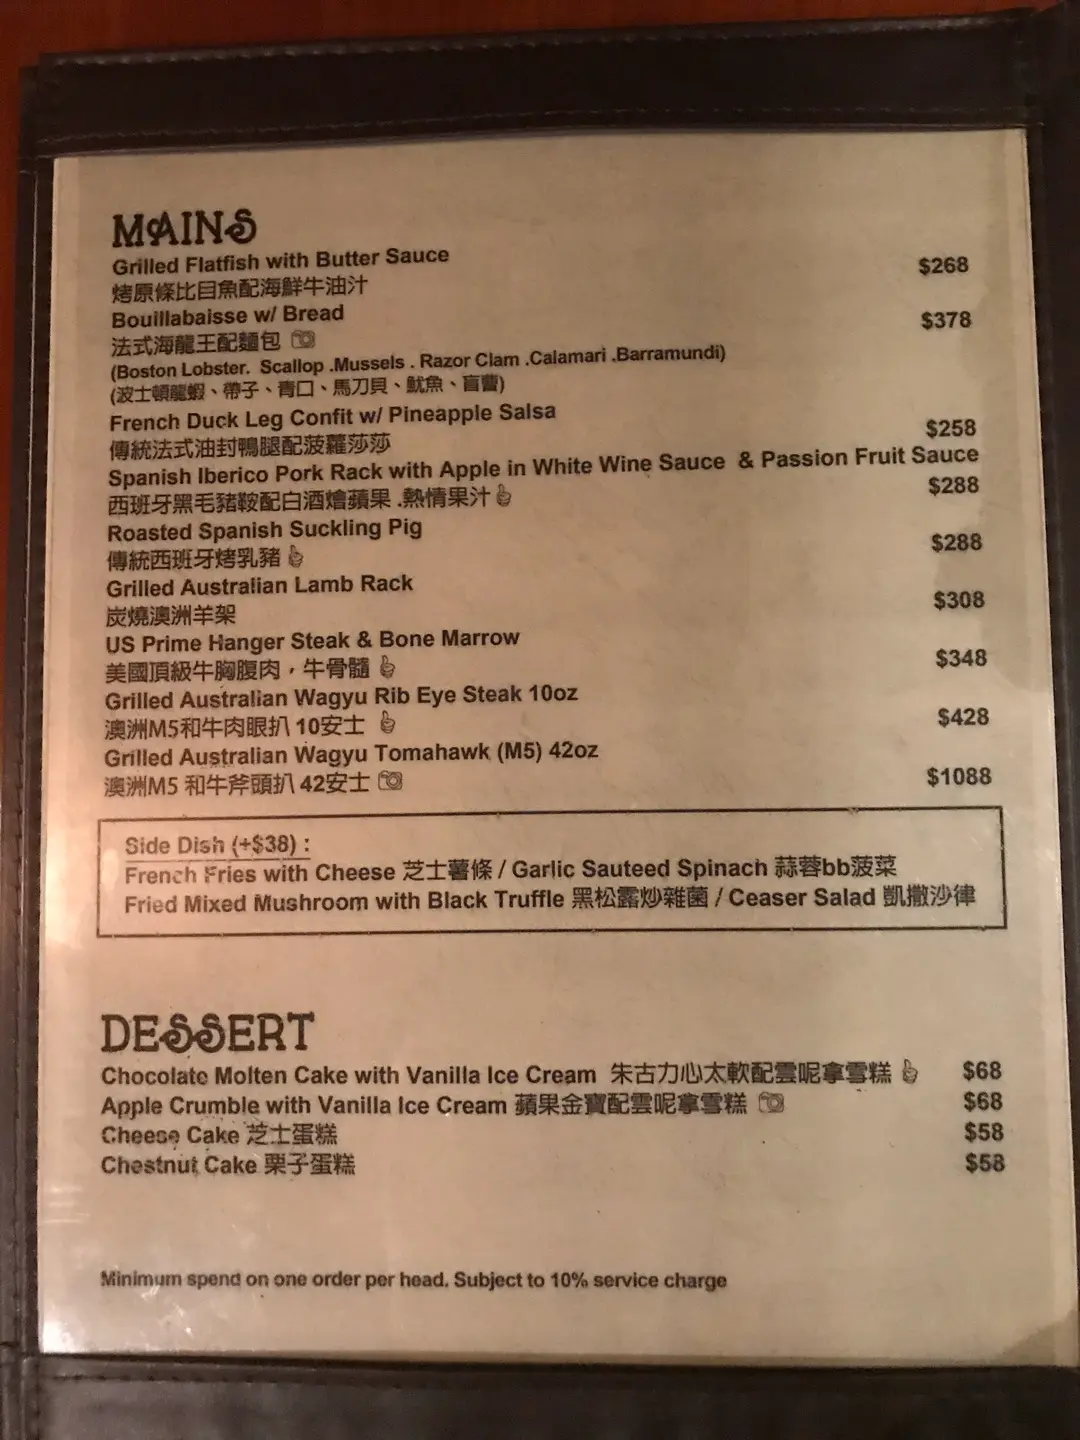 MAINS
Grilled Flatfish with Butter Sauce
$268
烤原條比目魚配海鮮牛油汁
Bouillabaisse w/ Bread
$378
法式海龍王配麵包
(Boston Lobster. Scallop .Mussels . Razor Clam .Calamari .Barramundi)
(波士頓龍蝦、帶子、青口、馬刀貝、魷魚、盲曹)
French Duck Leg Confit w/ Pineapple Salsa
$258
傳統法式油封鴨腿配菠蘿莎莎
Spanish Iberico Pork Rack with Apple in White Wine Sauce & Passion Fruit Sauce
$288
西班牙黑毛豬鞍配白酒燴蘋果 .熱情果汁
Roasted Spanish Suckling Pig
$288
傳統西班牙烤乳豬
Grilled Australian Lamb Rack
$308
炭燒澳洲羊架
US Prime Hanger Steak & Bone Marrow
$348
美國頂級牛胸腹肉，牛骨髓
Grilled Australian Wagyu Rib Eye Steak 10oz
$428
澳洲M5和牛肉眼扒 10安士
Grilled Australian Wagyu Tomahawk (M5) 42oz
$1088
澳洲M5 和牛斧頭扒 42安士
Side Dish (+$38) :
French Fries with Cheese 芝士薯條 / Garlic Sauteed Spinach 蒜蓉bb菠菜
Fried Mixed Mushroom with Black Truffle 黑松露炒雜菌 / Ceaser Salad 凱撒沙律
DESSERT
Chocolate Molten Cake with Vanilla Ice Cream 朱古力心太軟配雲呢拿雪糕 $68
Apple Crumble with Vanilla Ice Cream 蘋果金寶配雲呢拿雪糕 $68
Cheese Cake 芝士蛋糕 $58
Chestnut Cake 栗子蛋糕 $58
Minimum spend on one order per head. Subject to 10% service charge